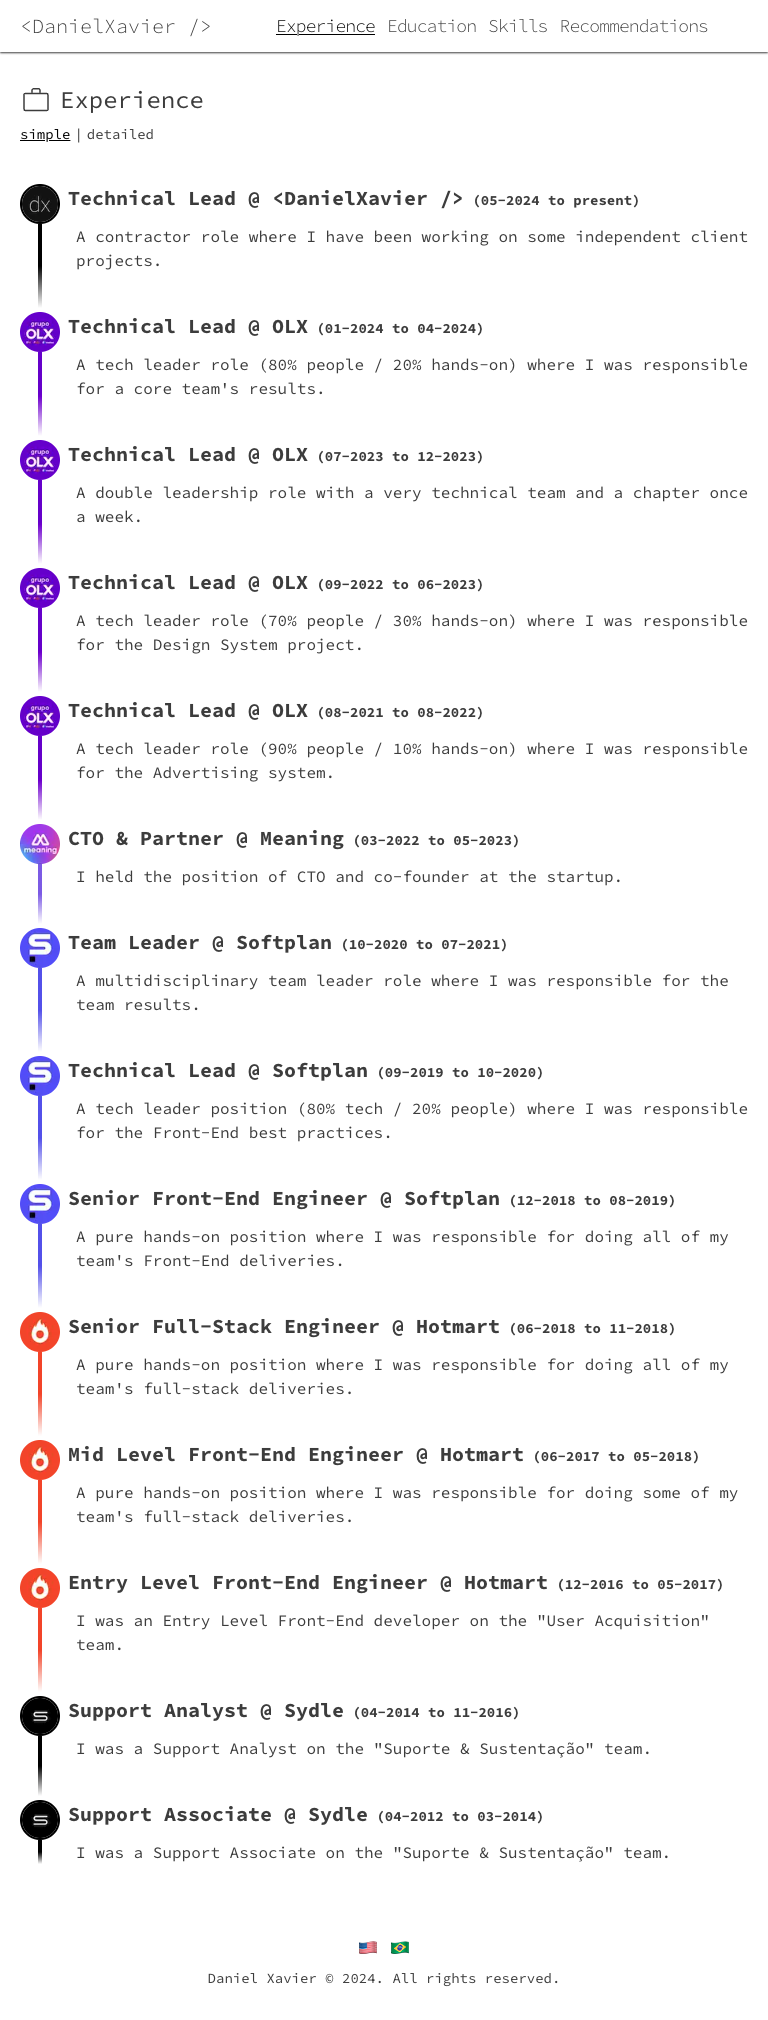 <DanielXavier />
Experience Education Skills Recommendations
Experience
simple | detailed
dx
Technical Lead @ <DanielXavier /> (05-2024 to present)
A contractor role where I have been working on some independent client
projects.
grupo
OLX
Technical Lead @ OLX (01-2024 to 04-2024)
A tech leader role (80% people / 20% hands-on) where I was responsible
for a core team's results.
grupo
OLX
Technical Lead @ OLX (07-2023 to 12-2023)
A double leadership role with a very technical team and a chapter once
a week.
grupo
OLX
Technical Lead @ OLX (09-2022 to 06-2023)
A tech leader role (70% people / 30% hands-on) where I was responsible
for the Design System project.
grupo
OLX
Technical Lead @ OLX (08-2021 to 08-2022)
A tech leader role (90% people / 10% hands-on) where I was responsible
for the Advertising system.
meaning
CTO & Partner @ Meaning (03-2022 to 05-2023)
I held the position of CTO and co-founder at the startup.
Team Leader @ Softplan (10-2020 to 07-2021)
A multidisciplinary team leader role where I was responsible for the
team results.
Technical Lead @ Softplan (09-2019 to 10-2020)
A tech leader position (80% tech / 20% people) where I was responsible
for the Front-End best practices.
Senior Front-End Engineer @ Softplan (12-2018 to 08-2019)
A pure hands-on position where I was responsible for doing all of my
team's Front-End deliveries.
Senior Full-Stack Engineer @ Hotmart (06-2018 to 11-2018)
A pure hands-on position where I was responsible for doing all of my
team's full-stack deliveries.
Mid Level Front-End Engineer @ Hotmart (06-2017 to 05-2018)
A pure hands-on position where I was responsible for doing some of my
team's full-stack deliveries.
Entry Level Front-End Engineer @ Hotmart (12-2016 to 05-2017)
I was an Entry Level Front-End developer on the "User Acquisition"
team.
Support Analyst @ Sydle (04-2014 to 11-2016)
I was a Support Analyst on the "Suporte & Sustentação" team.
Support Associate @ Sydle (04-2012 to 03-2014)
I was a Support Associate on the "Suporte & Sustentação" team.
Daniel Xavier © 2024. All rights reserved.